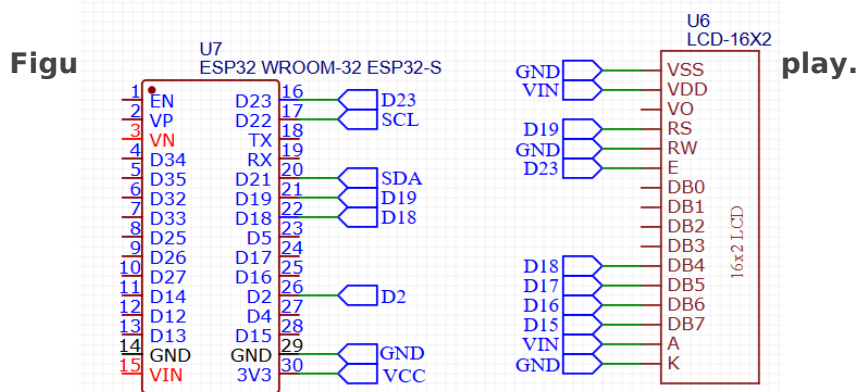 Figu
play.
U7
ESP32 WROOM-32 ESP32-S
1 EN
2 VP
3 VN
4 D34
5 D35
6 D32
7 D33
8 D25
9 D26
10 D27
11 D14
12 D12
13 D13
14 GND
15 VIN
D23 16 D23
D22 17 SCL
TX 18
RX 19
D21 20 SDA
D19 21 D19
D18 22 D18
D5 23
D17 24
D16 25
D2 26 D2
D4 27
D15 28
GND 29 GND
3V3 30 VCC
U6
LCD-16X2
GND VSS
VIN VDD
VO
D19 RS
GND RW
D23 E
DB0
DB1
DB2
DB3
D18 DB4
D17 DB5
D16 DB6
D15 DB7
VIN A
GND K
16x2 LCD